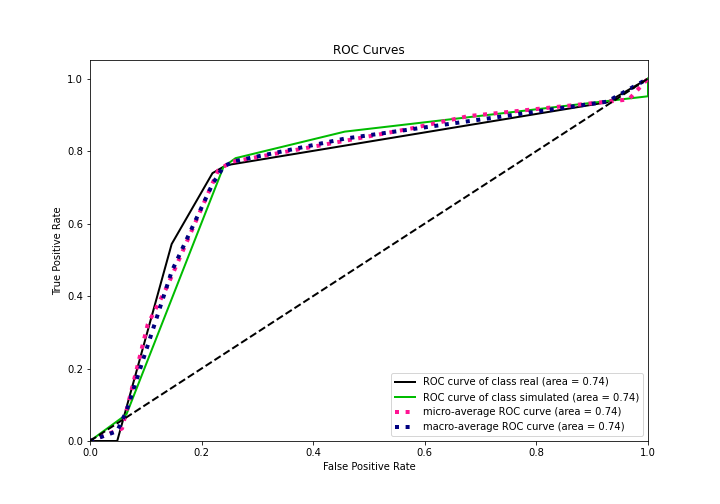 ROC Curves
True Positive Rate
1.0
0.8
0.6
0.4
0.2
0.0
0.0 0.2 0.4 0.6 0.8 1.0
False Positive Rate
ROC curve of class real (area = 0.74)
ROC curve of class simulated (area = 0.74)
micro-average ROC curve (area = 0.74)
macro-average ROC curve (area = 0.74)